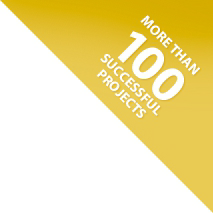 MORE THAN
100
SUCCESSFUL
PROJECTS